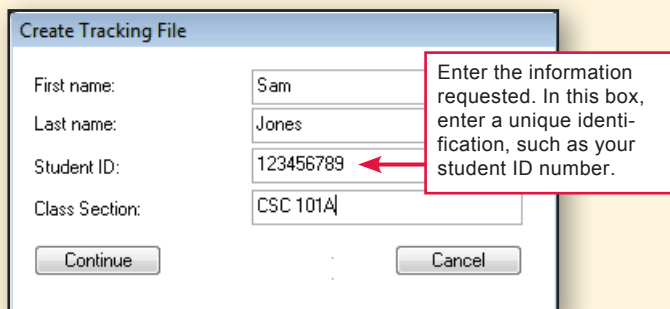 Create Tracking File
First name: Sam
Last name: Jones
Student ID: 123456789
Class Section: CSC 101A
Continue Cancel
Enter the information
requested. In this box,
enter a unique identi-
fication, such as your
student ID number.